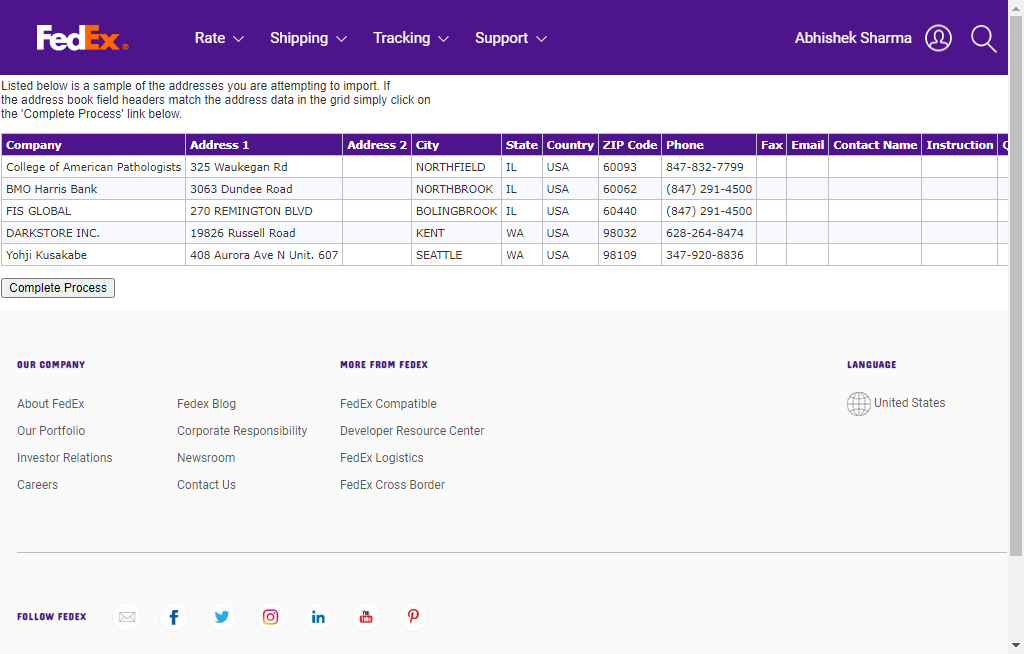 FedEx®
Rate Shipping Tracking Support Abhishek Sharma
Listed below is a sample of the addresses you are attempting to import. If
the address book field headers match the address data in the grid simply click on
the 'Complete Process' link below.
Company Address 1 Address 2 City State Country ZIP Code Phone Fax Email Contact Name Instruction
College of American Pathologists 325 Waukegan Rd NORTHFIELD IL USA 60093 847-832-7799
BMO Harris Bank 3063 Dundee Road NORTHBROOK IL USA 60062 (847) 291-4500
FIS GLOBAL 270 REMINGTON BLVD BOLINGBROOK IL USA 60440 (847) 291-4500
DARKSTORE INC. 19826 Russell Road KENT WA USA 98032 628-264-8474
Yohji Kusakabe 408 Aurora Ave N Unit. 607 SEATTLE WA USA 98109 347-920-8836
Complete Process
OUR COMPANY MORE FROM FEDEX LANGUAGE
About FedEx Fedex Blog FedEx Compatible United States
Our Portfolio Corporate Responsibility Developer Resource Center
Investor Relations Newsroom FedEx Logistics
Careers Contact Us FedEx Cross Border
FOLLOW FEDEX